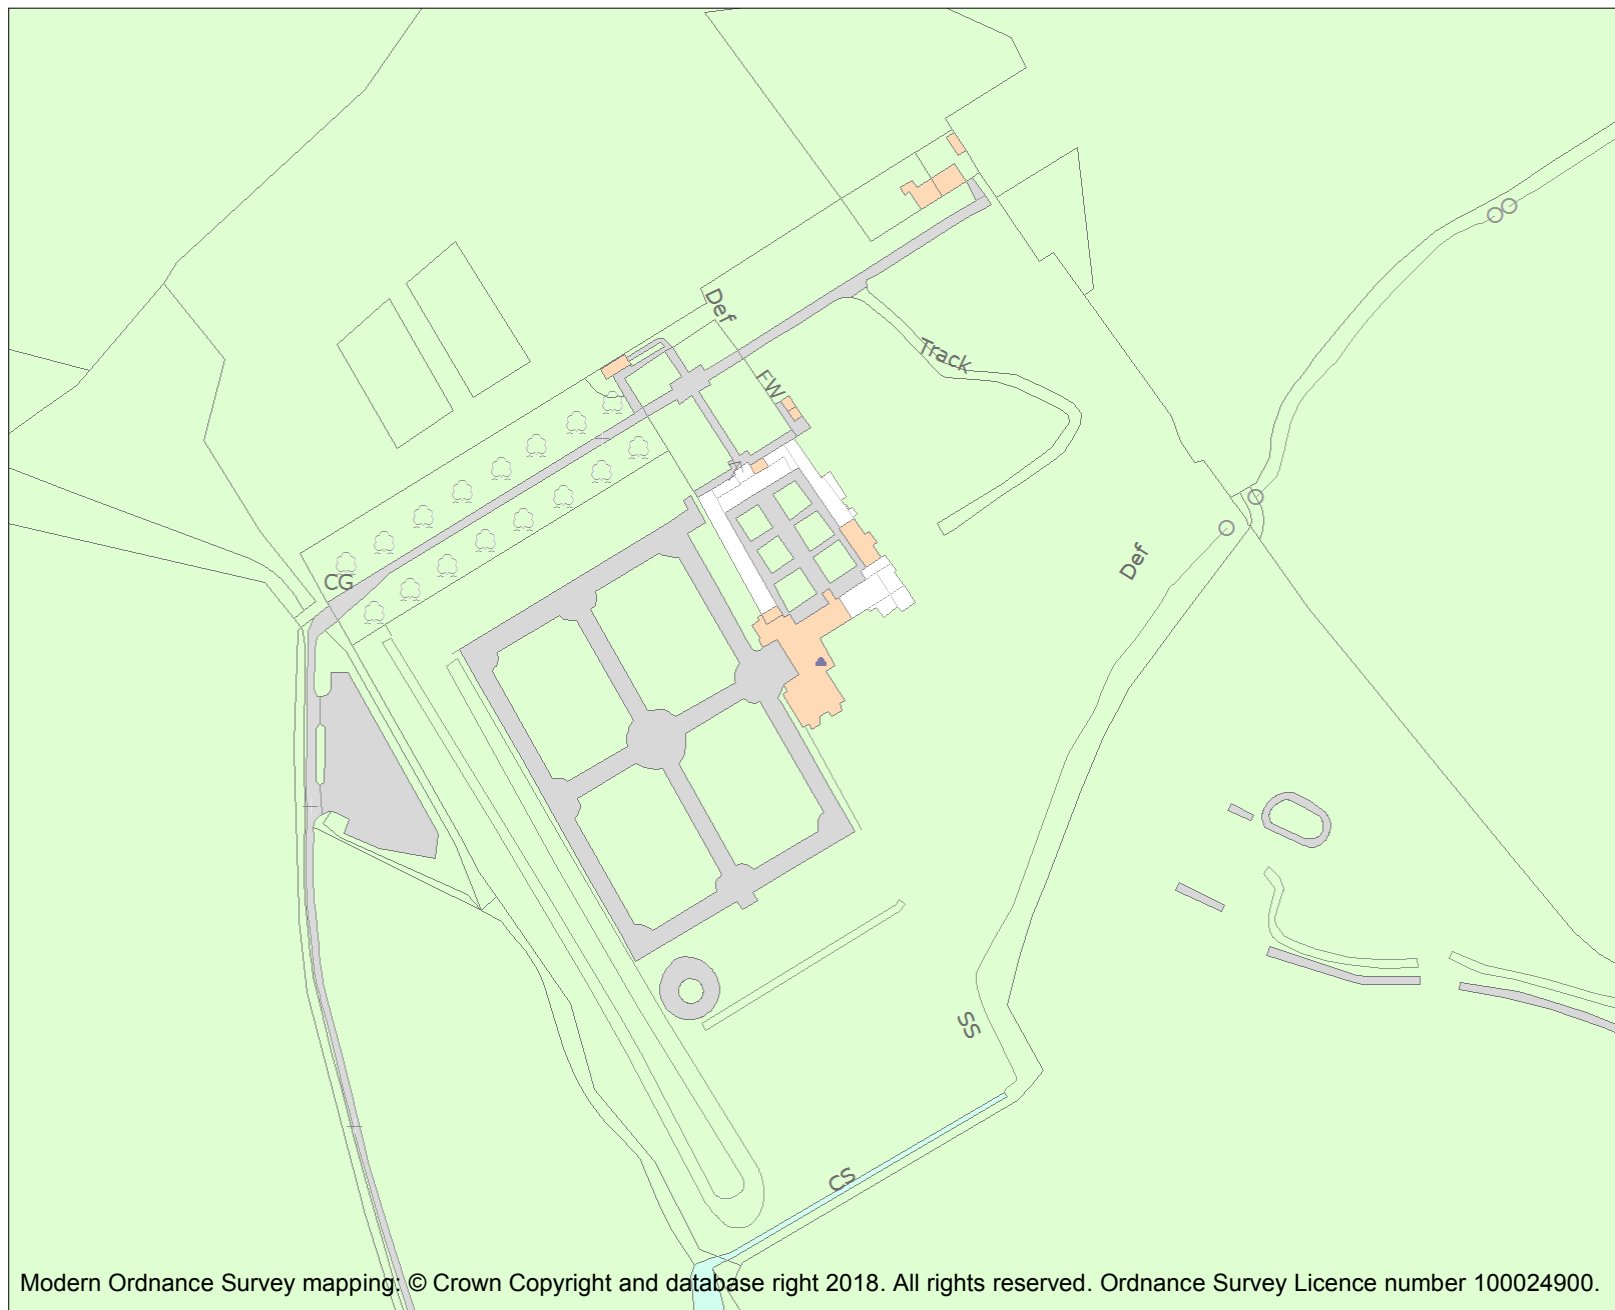 Def
Track
FW
Def
CG
SS
CS
Modern Ordnance Survey mapping: © Crown Copyright and database right 2018. All rights reserved. Ordnance Survey Licence number 100024900.